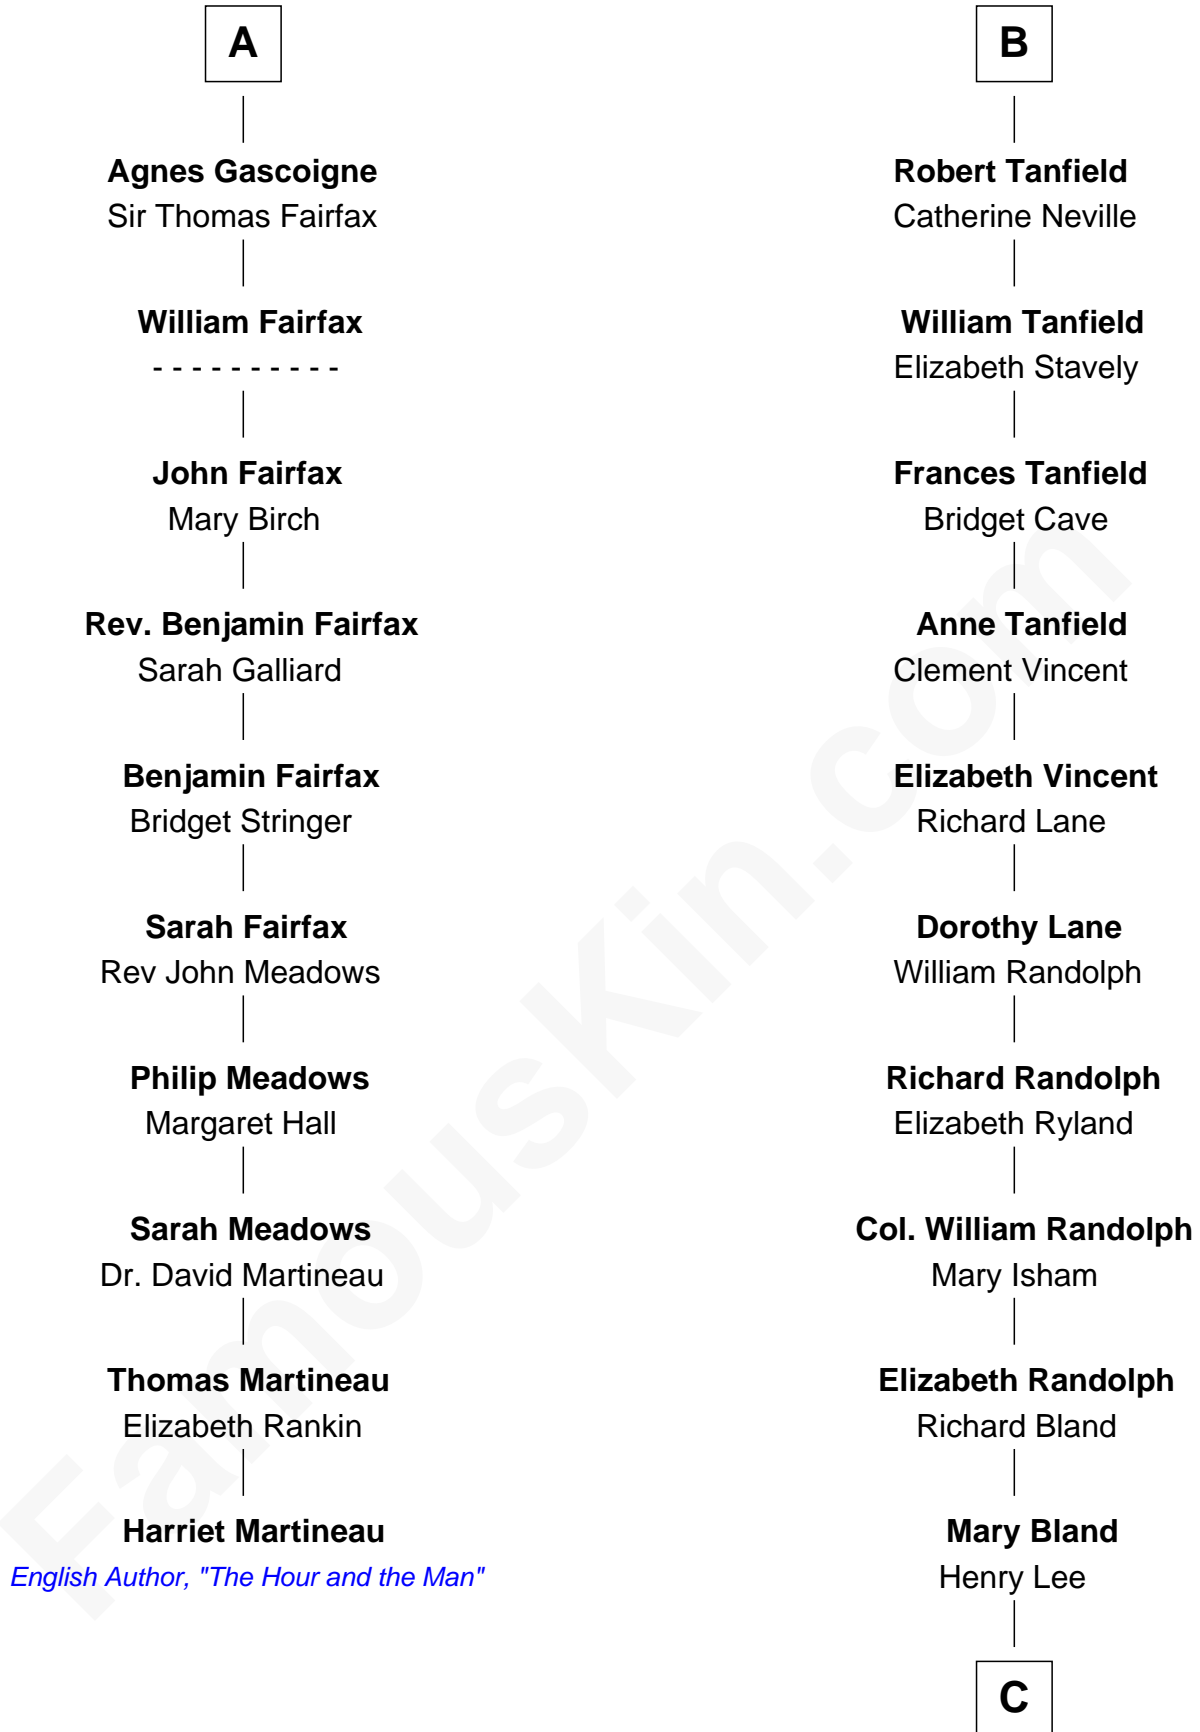 A
Agnes Gascoigne
Sir Thomas Fairfax
William Fairfax
- - - - - - - - - -
John Fairfax
Mary Birch
Rev. Benjamin Fairfax
Sarah Galliard
Benjamin Fairfax
Bridget Stringer
Sarah Fairfax
Rev John Meadows
Philip Meadows
Margaret Hall
Sarah Meadows
Dr. David Martineau
Thomas Martineau
Elizabeth Rankin
Harriet Martineau
English Author, "The Hour and the Man"
B
Robert Tanfield
Catherine Neville
William Tanfield
Elizabeth Stavely
Frances Tanfield
Bridget Cave
Anne Tanfield
Clement Vincent
Elizabeth Vincent
Richard Lane
Dorothy Lane
William Randolph
Richard Randolph
Elizabeth Ryland
Col. William Randolph
Mary Isham
Elizabeth Randolph
Richard Bland
Mary Bland
Henry Lee
C
FamousKin.com